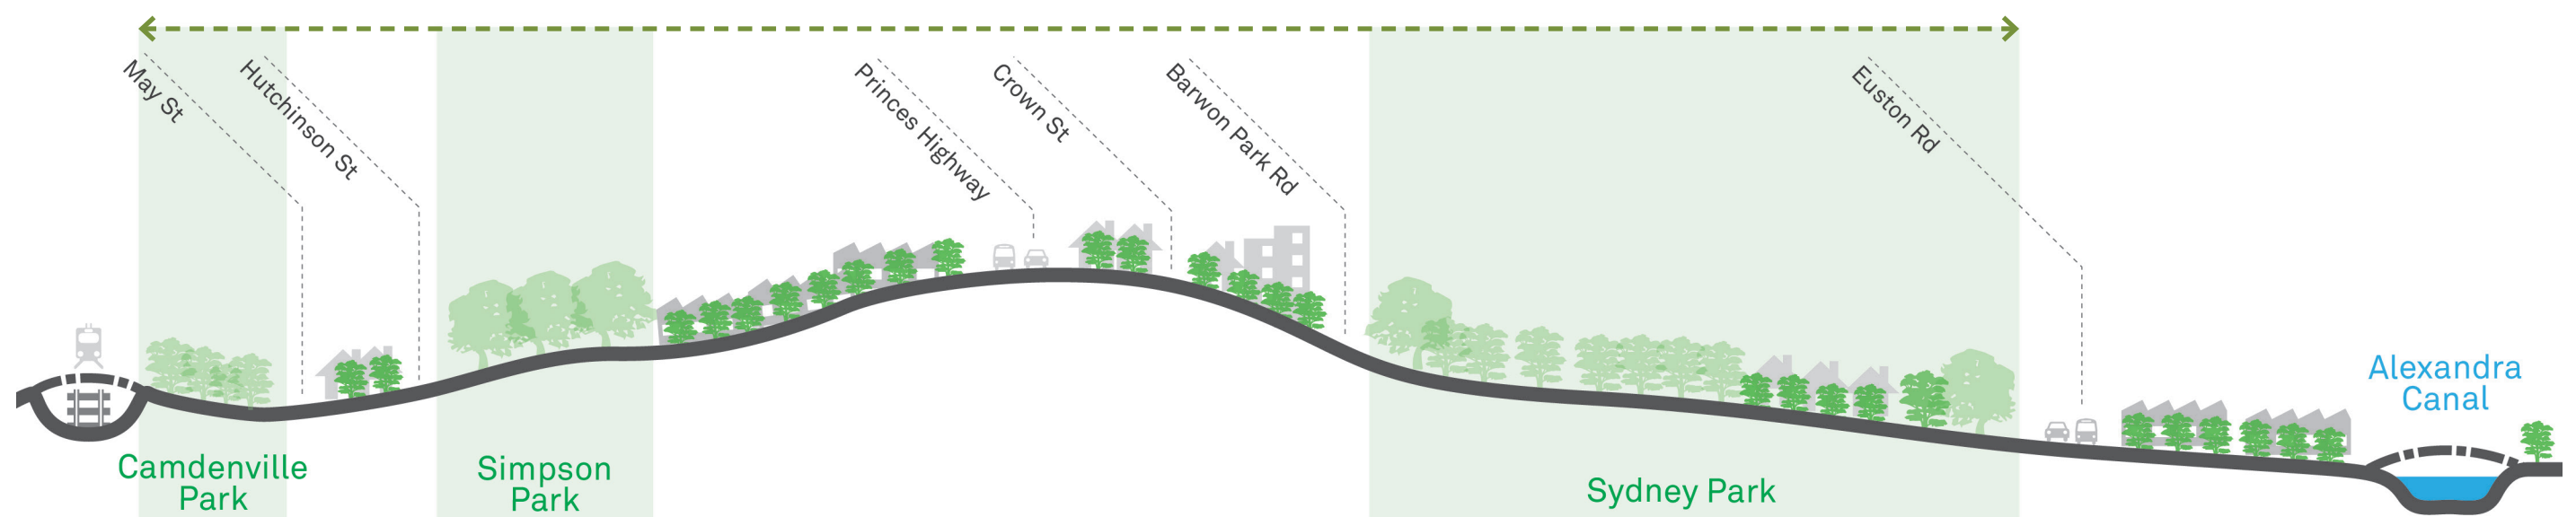 May St
Hutchinson St
Princes Highway
Crown St
Barwon Park Rd
Euston Rd
Alexandra
Canal
Camdenville
Park
Simpson
Park
Sydney Park